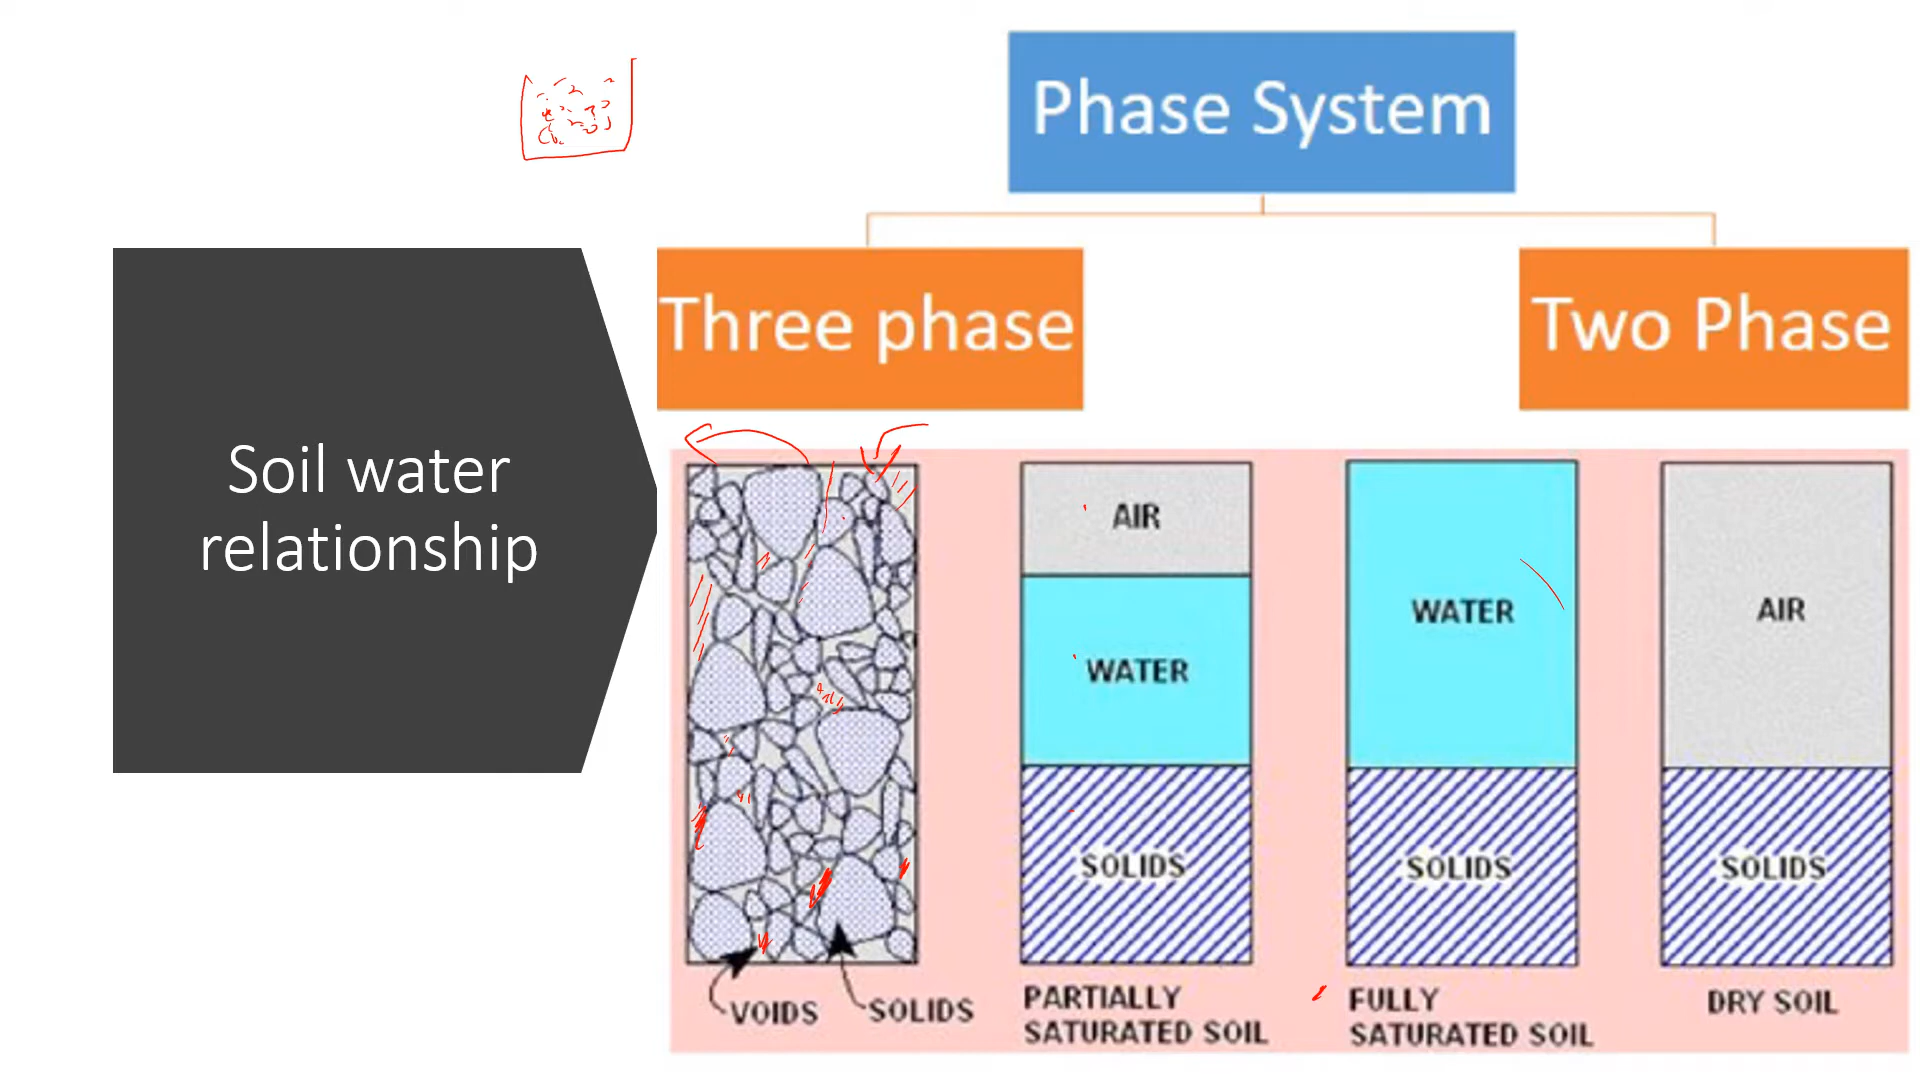 Phase System
Three phase
Two Phase
Soil water
relationship
AIR
WATER
SOLIDS
WATER
SOLIDS
AIR
SOLIDS
VOIDS
SOLIDS
PARTIALLY
SATURATED SOIL
FULLY
SATURATED SOIL
DRY SOIL